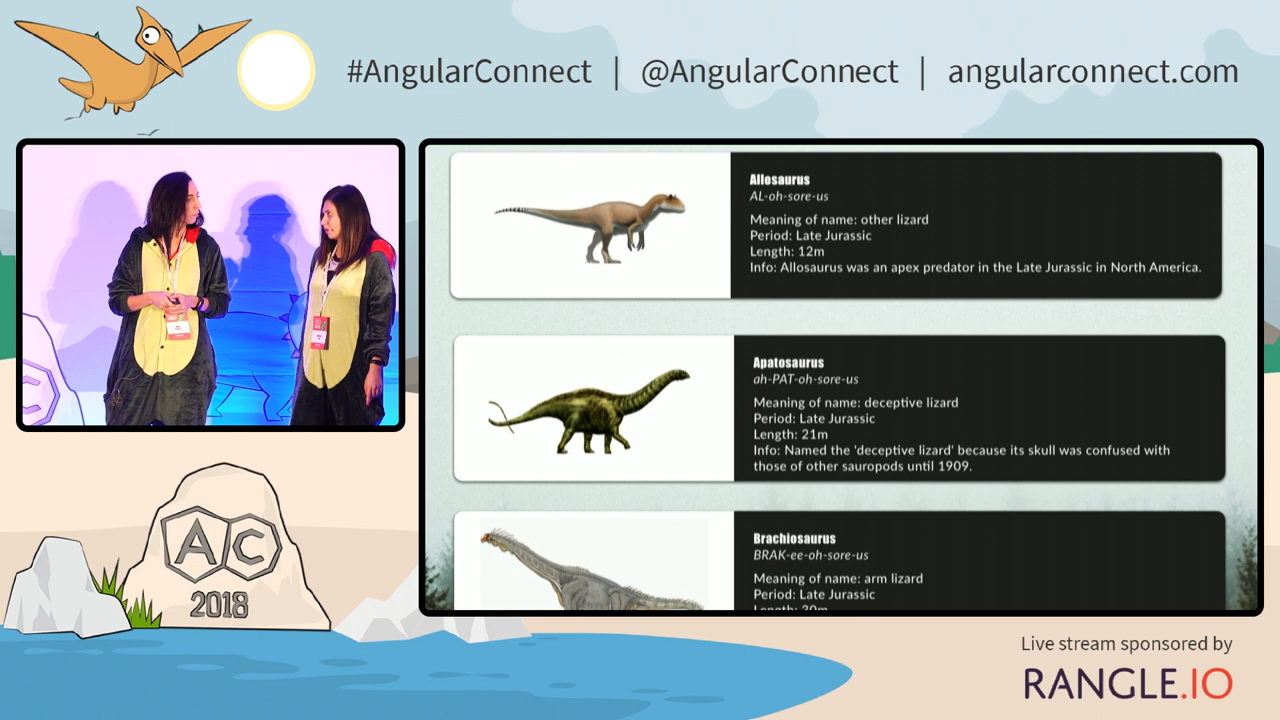 #AngularConnect | @AngularConnect | angularconnect.com
Allosaurus
AL-oh-sore-us
Meaning of name: other lizard
Period: Late Jurassic
Length: 12m
Info: Allosaurus was an apex predator in the Late Jurassic in North America.
Apatosaurus
ah-PAT-oh-sore-us
Meaning of name: deceptive lizard
Period: Late Jurassic
Length: 21m
Info: Named the 'deceptive lizard' because its skull was confused with
those of other sauropods until 1909.
Brachiosaurus
BRAK-ee-oh-sore-us
Meaning of name: arm lizard
Period: Late Jurassic
Length: 30m
AC
2018
Live stream sponsored by
RANGLE.IO